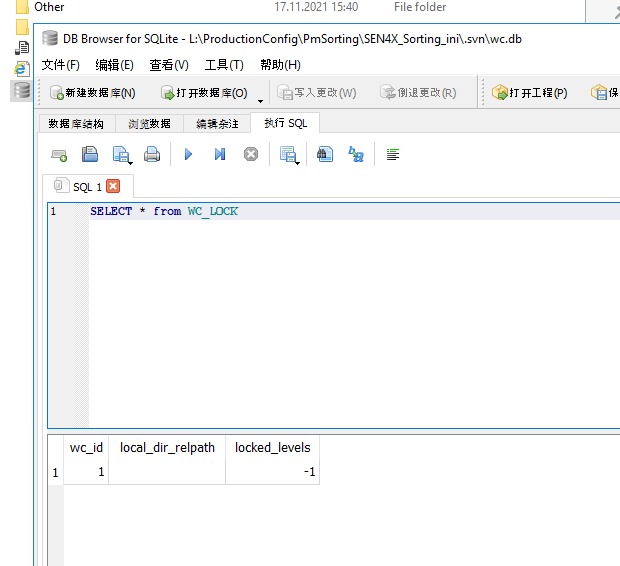 Other 17.11.2021 15:40 File folder
DB Browser for SQLite - L:\ProductionConfig\PmSorting\SEN4X_Sorting_ini\.svn\wc.db
文件(F) 编辑(E) 查看(V) 工具(T) 帮助(H)
新建数据库(N) 打开数据库(O) 写入更改(W) 倒退更改(R) 打开工程(P) 保
数据库结构 浏览数据 编辑杂注 执行 SQL
SQL 1
1 SELECT * from WC_LOCK
wc_id local_dir_relpath locked_levels
1 1 -1